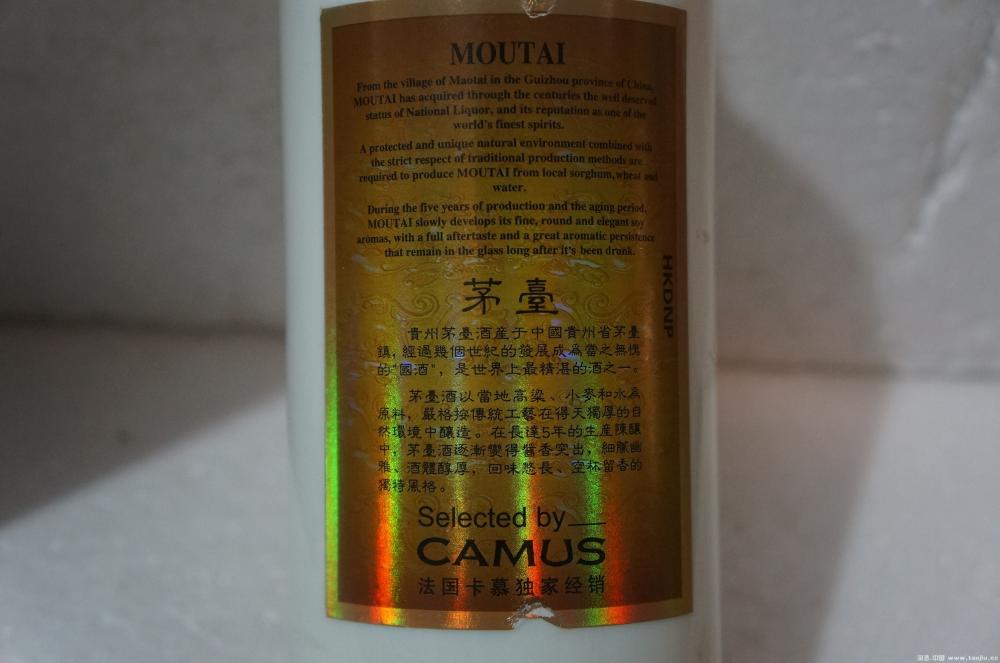 MOUTAI
From the village of Maotai in the Guizhou province of China,
MOUTAI has acquired through the centuries the well deserved
status of National Liquor, and its reputation as one of the
world's finest spirits.
A protected and unique natural environment combined with
the strict respect of traditional production methods are
required to produce MOUTAI from local sorghum, wheat and
water.
During the five years of production and the aging period,
MOUTAI slowly develops its fine, round and elegant soy
aromas, with a full aftertaste and a great aromatic persistence
that remain in the glass long after it's been drunk.
HKDNP
茅臺
貴州茅臺酒産于中國貴州省茅臺
鎮，經過幾個世紀的發展成爲當之無愧
的"國酒"，是世界上最精湛的酒之一。
茅臺酒以當地高粱、小麥和水爲
原料，嚴格按傳統工藝在得天獨厚的自
然環境中釀造。在長達5年的生産陳釀
中，茅臺酒逐漸變得醬香突出，細膩幽
雅、酒體醇厚，回味悠長、空杯留香的
獨特風格。
Selected by
CAMUS
法国卡慕独家经销
www.tanjiu.cc